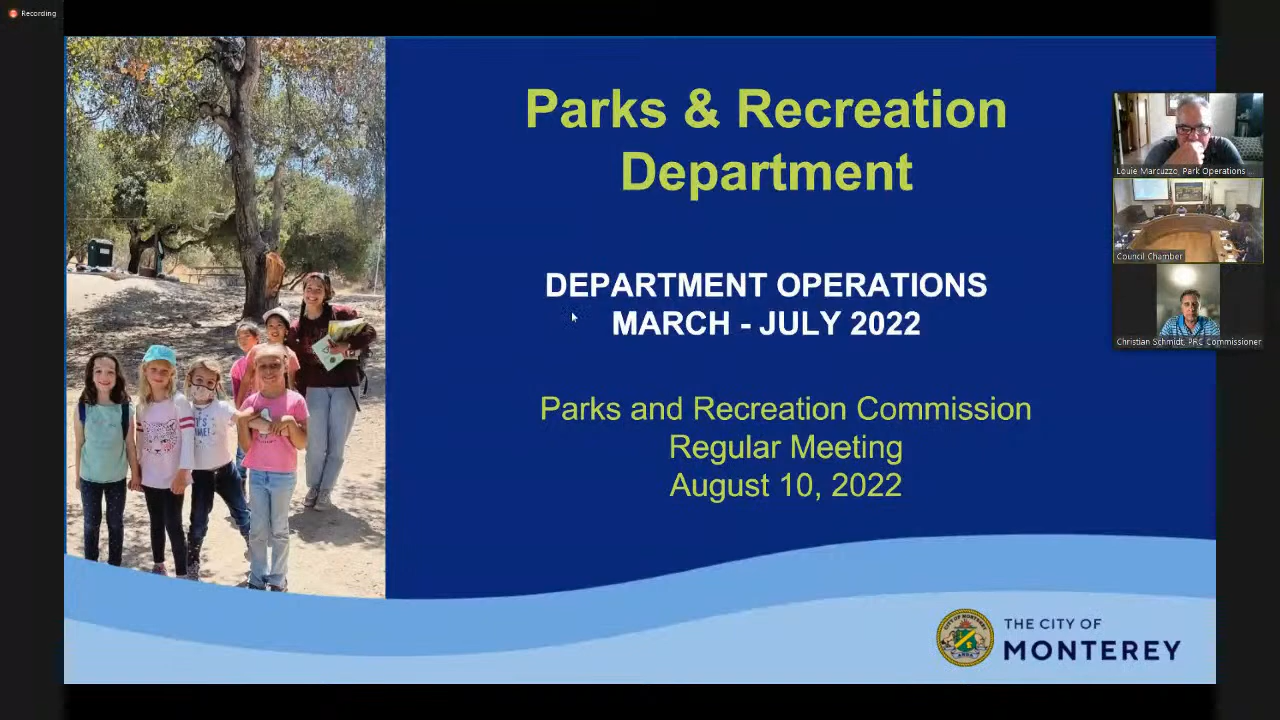 Recording
Parks & Recreation
Department
DEPARTMENT OPERATIONS
MARCH - JULY 2022
Parks and Recreation Commission
Regular Meeting
August 10, 2022
THE CITY OF
MONTEREY
Louie Marcuzzo, Park Operations ...
Council Chamber
Christian Schmidt, PRC Commissioner